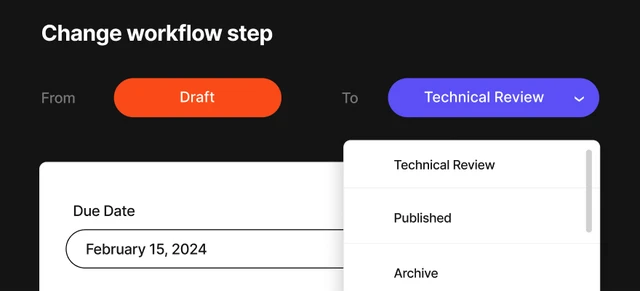 Change workflow step
From Draft To Technical Review
Technical Review
Due Date
Published
February 15, 2024
Archive